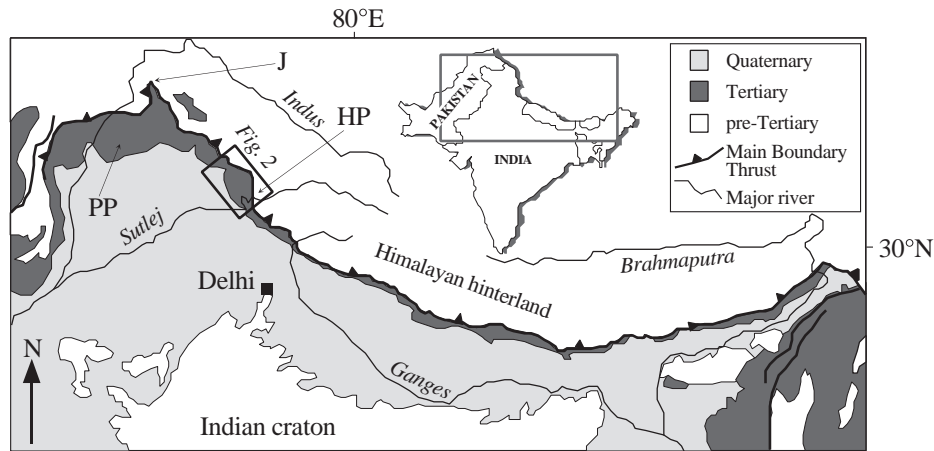 80°E
J
Indus
HP
Fig. 2
PP
Sutlej
PAKISTAN
INDIA
Quaternary
Tertiary
pre-Tertiary
Main Boundary
Thrust
Major river
30°N
Himalayan hinterland
Brahmaputra
Delhi
N
Ganges
Indian craton